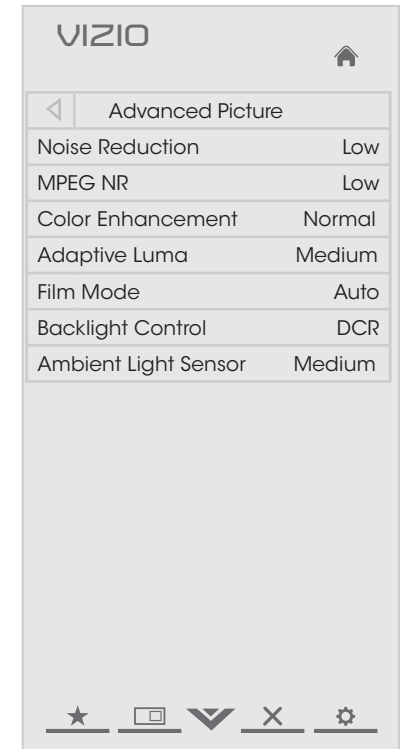 VIZIO
Advanced Picture
Noise Reduction Low
MPEG NR Low
Color Enhancement Normal
Adaptive Luma Medium
Film Mode Auto
Backlight Control DCR
Ambient Light Sensor Medium